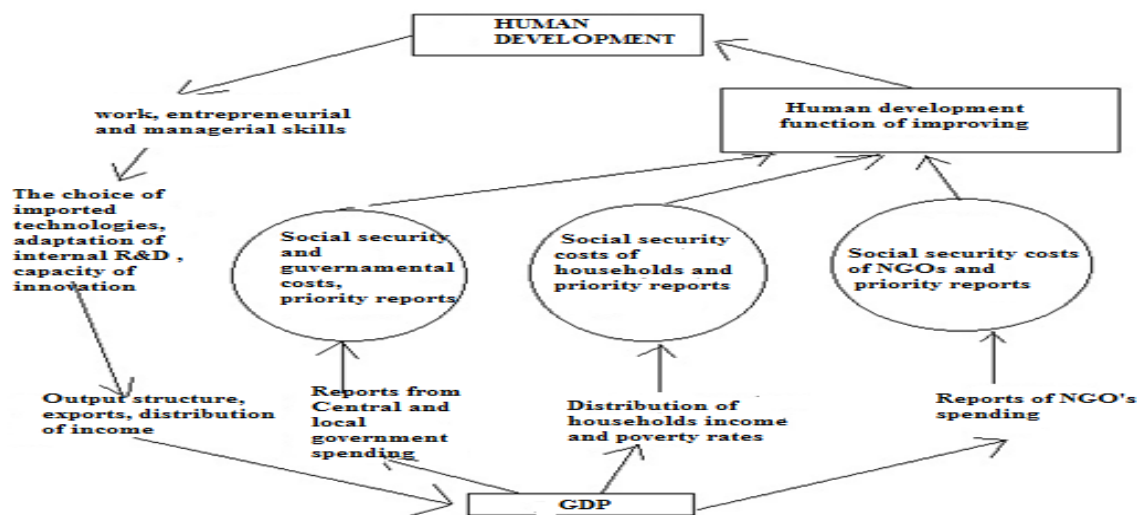 HUMAN
DEVELOPMENT
work, entrepreneurial
and managerial skills
Human development
function of improving
The choice of
imported
technologies,
adaptation of
internal R&D ,
capacity of
innovation
Social security
and
guvernamental
costs,
priority reports
Social security
costs of
households and
priority reports
Social security costs
of NGOs and
priority reports
Output structure,
exports, distribution
of income
Reports from
Central and
local
government
spending
Distribution of
households income
and poverty rates
Reports of NGO's
spending
GDP